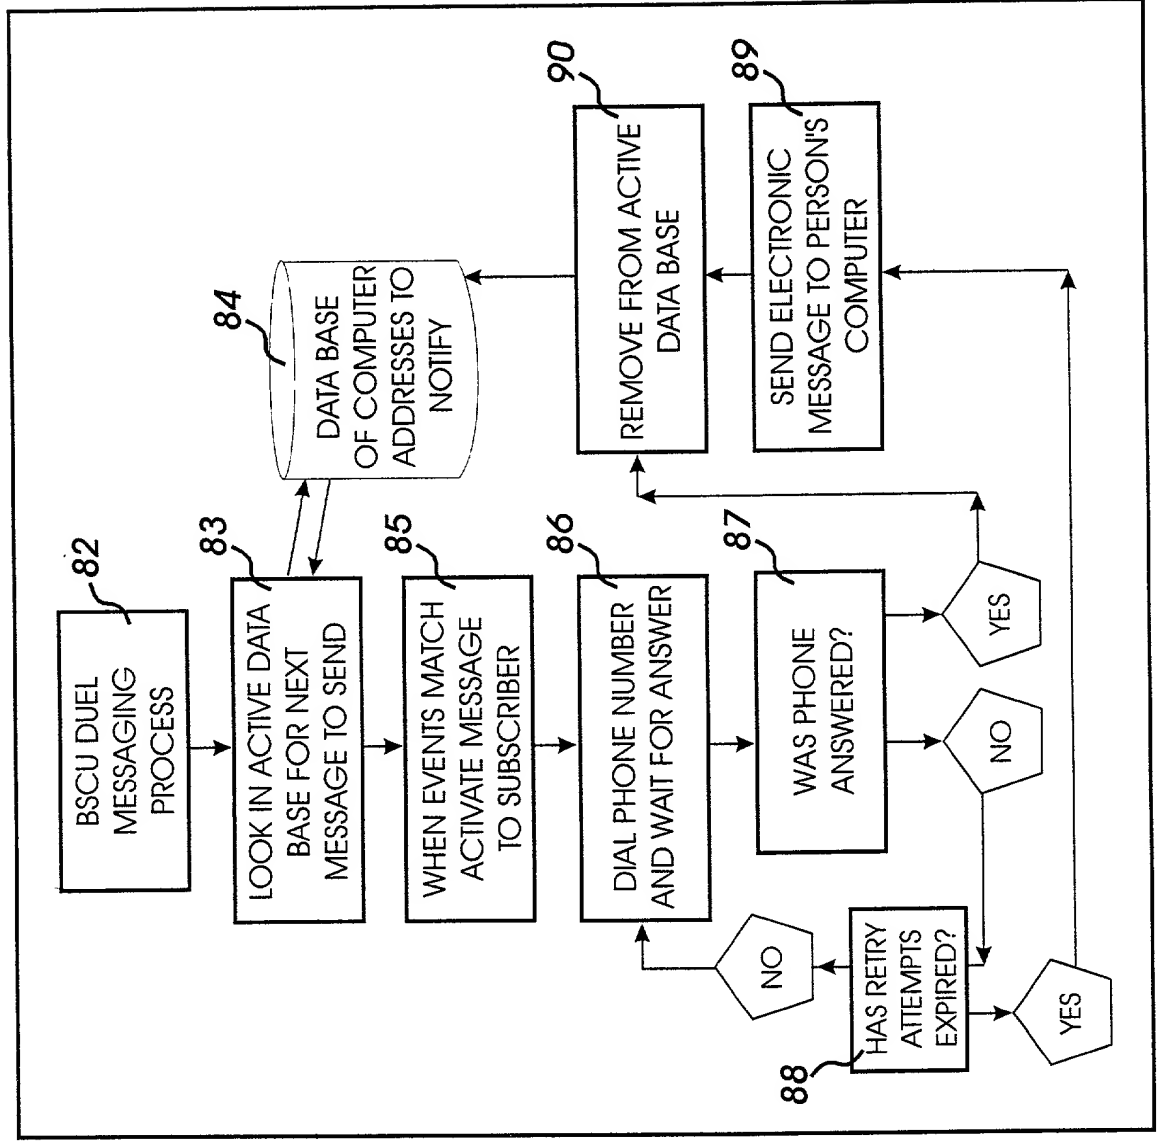 82
BSCU DUEL
MESSAGING
PROCESS
83
LOOK IN ACTIVE DATA
BASE FOR NEXT
MESSAGE TO SEND
84
DATA BASE
OF COMPUTER
ADDRESSES TO
NOTIFY
85
WHEN EVENTS MATCH
ACTIVATE MESSAGE
TO SUBSCRIBER
86
DIAL PHONE NUMBER
AND WAIT FOR ANSWER
87
WAS PHONE
ANSWERED?
YES
NO
88
HAS RETRY
ATTEMPTS
EXPIRED?
NO
YES
89
SEND ELECTRONIC
MESSAGE TO PERSON'S
COMPUTER
90
REMOVE FROM ACTIVE
DATA BASE